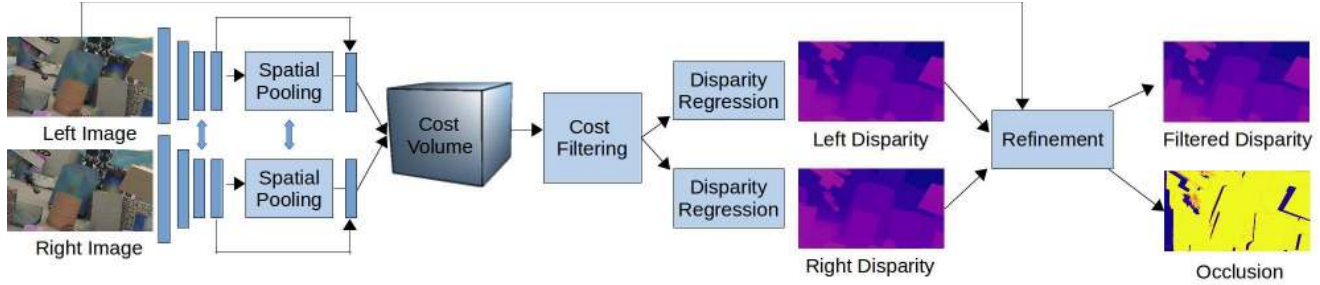 Left Image
Right Image
Spatial
Pooling
Spatial
Pooling
Cost
Volume
Cost
Filtering
Disparity
Regression
Disparity
Regression
Left Disparity
Right Disparity
Refinement
Filtered Disparity
Occlusion